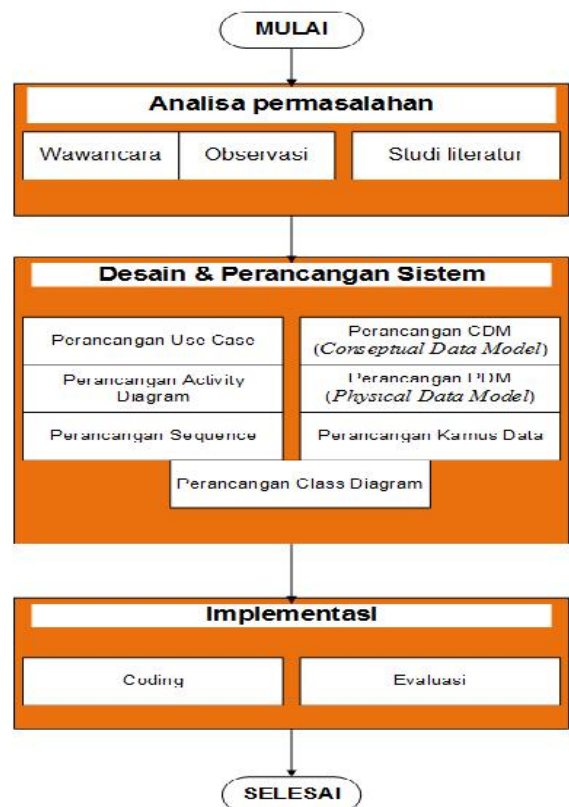 MULAI
Analisa permasalahan
Wawancara
Observasi
Studi literatur
Desain & Perancangan Sistem
Perancangan Use Case
Perancangan Activity
Diagram
Perancangan Sequence
Perancangan CDM
(Conceptual Data Model)
Perancangan PDM
(Physical Data Model)
Perancangan Kamus Data
Perancangan Class Diagram
Implementasi
Coding
Evaluasi
SELESAI